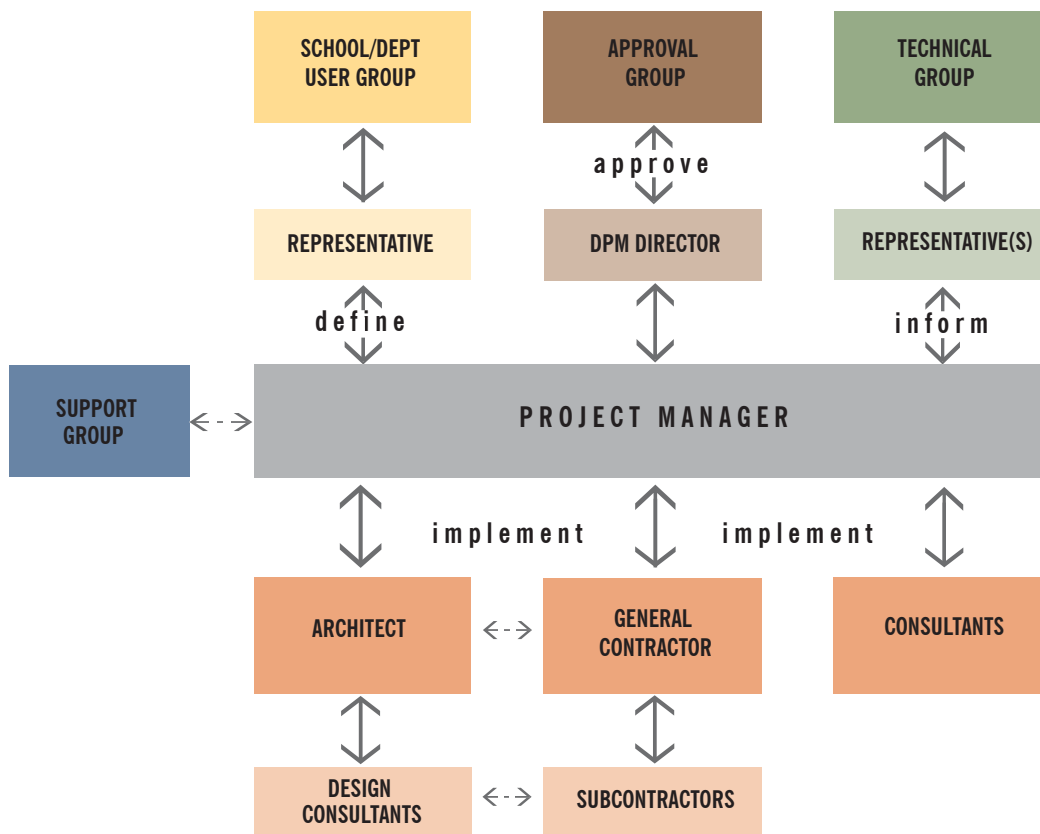 SCHOOL/DEPT
USER GROUP
APPROVAL
GROUP
TECHNICAL
GROUP
approve
REPRESENTATIVE
DPM DIRECTOR
REPRESENTATIVE(S)
define
inform
SUPPORT
GROUP
PROJECT MANAGER
implement
implement
ARCHITECT
GENERAL
CONTRACTOR
CONSULTANTS
DESIGN
CONSULTANTS
SUBCONTRACTORS